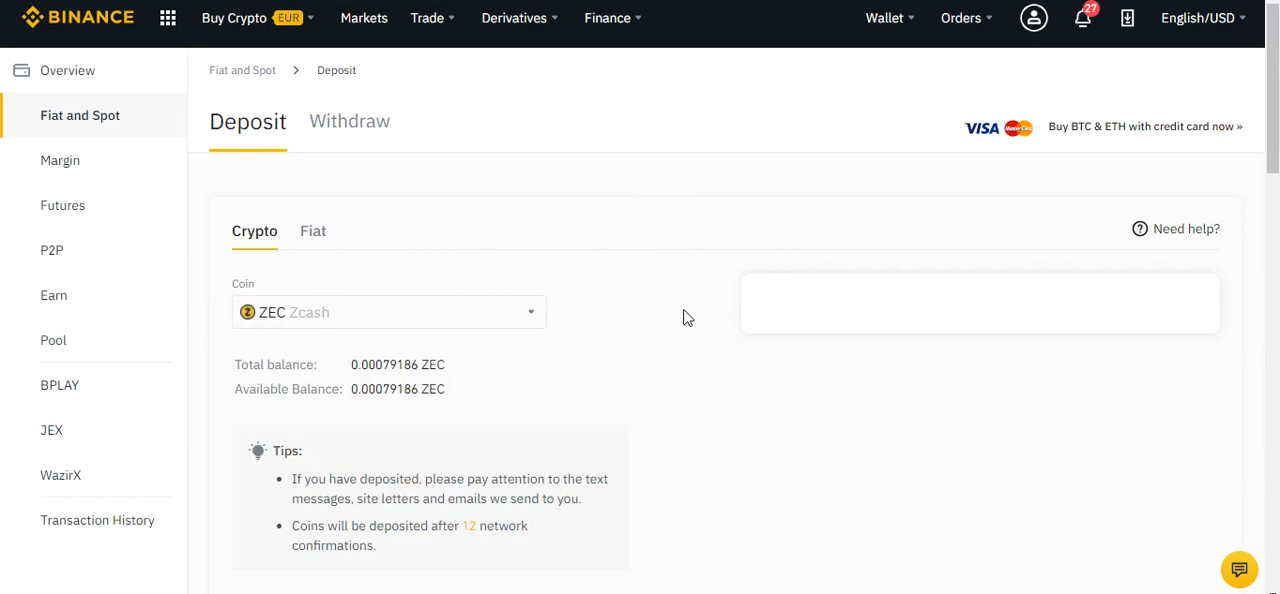 BINANCE
Buy Crypto EUR
Markets
Trade
Derivatives
Finance
Wallet
Orders
27
English/USD
Overview
Fiat and Spot
Margin
Futures
P2P
Earn
Pool
BPLAY
JEX
WazirX
Transaction History
Fiat and Spot > Deposit
Deposit
Withdraw
VISA MasterCard Buy BTC & ETH with credit card now »
Crypto
Fiat
Need help?
Coin
ZEC Zcash
Total balance: 0.00079186 ZEC
Available Balance: 0.00079186 ZEC
Tips:
• If you have deposited, please pay attention to the text
messages, site letters and emails we send to you.
• Coins will be deposited after 12 network
confirmations.